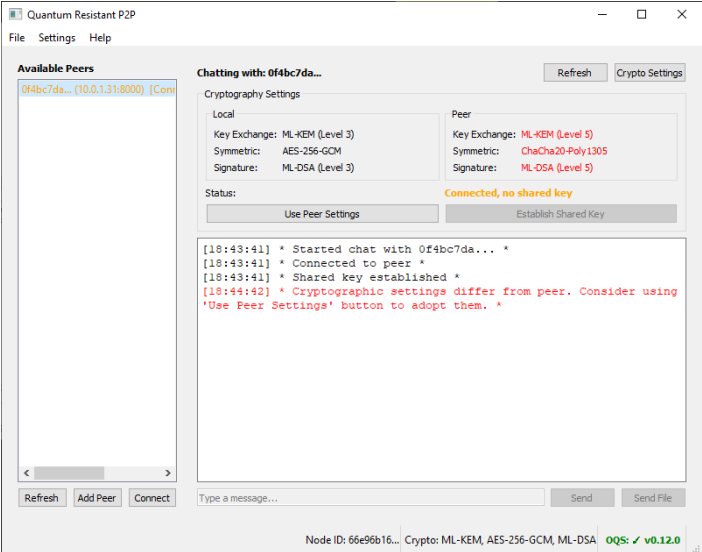 Quantum Resistant P2P
File Settings Help
Available Peers
0f4bc7da... (10.0.1.31:8000) [Conr
Refresh Add Peer Connect
Chatting with: 0f4bc7da...
Refresh Crypto Settings
Cryptography Settings
Local
Key Exchange: ML-KEM (Level 3)
Symmetric: AES-256-GCM
Signature: ML-DSA (Level 3)
Peer
Key Exchange: ML-KEM (Level 5)
Symmetric: ChaCha20-Poly1305
Signature: ML-DSA (Level 5)
Status: Connected, no shared key
Use Peer Settings Establish Shared Key
[18:43:41] * Started chat with 0f4bc7da... *
[18:43:41] * Connected to peer *
[18:43:41] * Shared key established *
[18:44:42] * Cryptographic settings differ from peer. Consider using
'Use Peer Settings' button to adopt them. *
Type a message... Send Send File
Node ID: 66e96b16... Crypto: ML-KEM, AES-256-GCM, ML-DSA OQS: ✓ v0.12.0